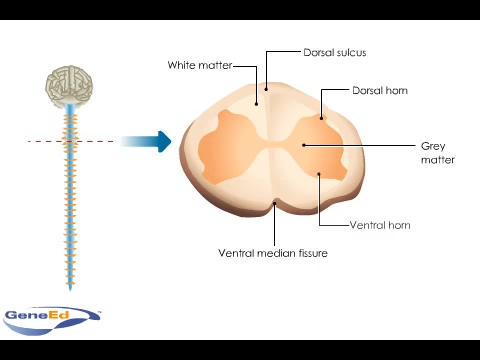 Dorsal sulcus
White matter
Dorsal horn
Grey
matter
Ventral horn
Ventral median fissure
GeneEd